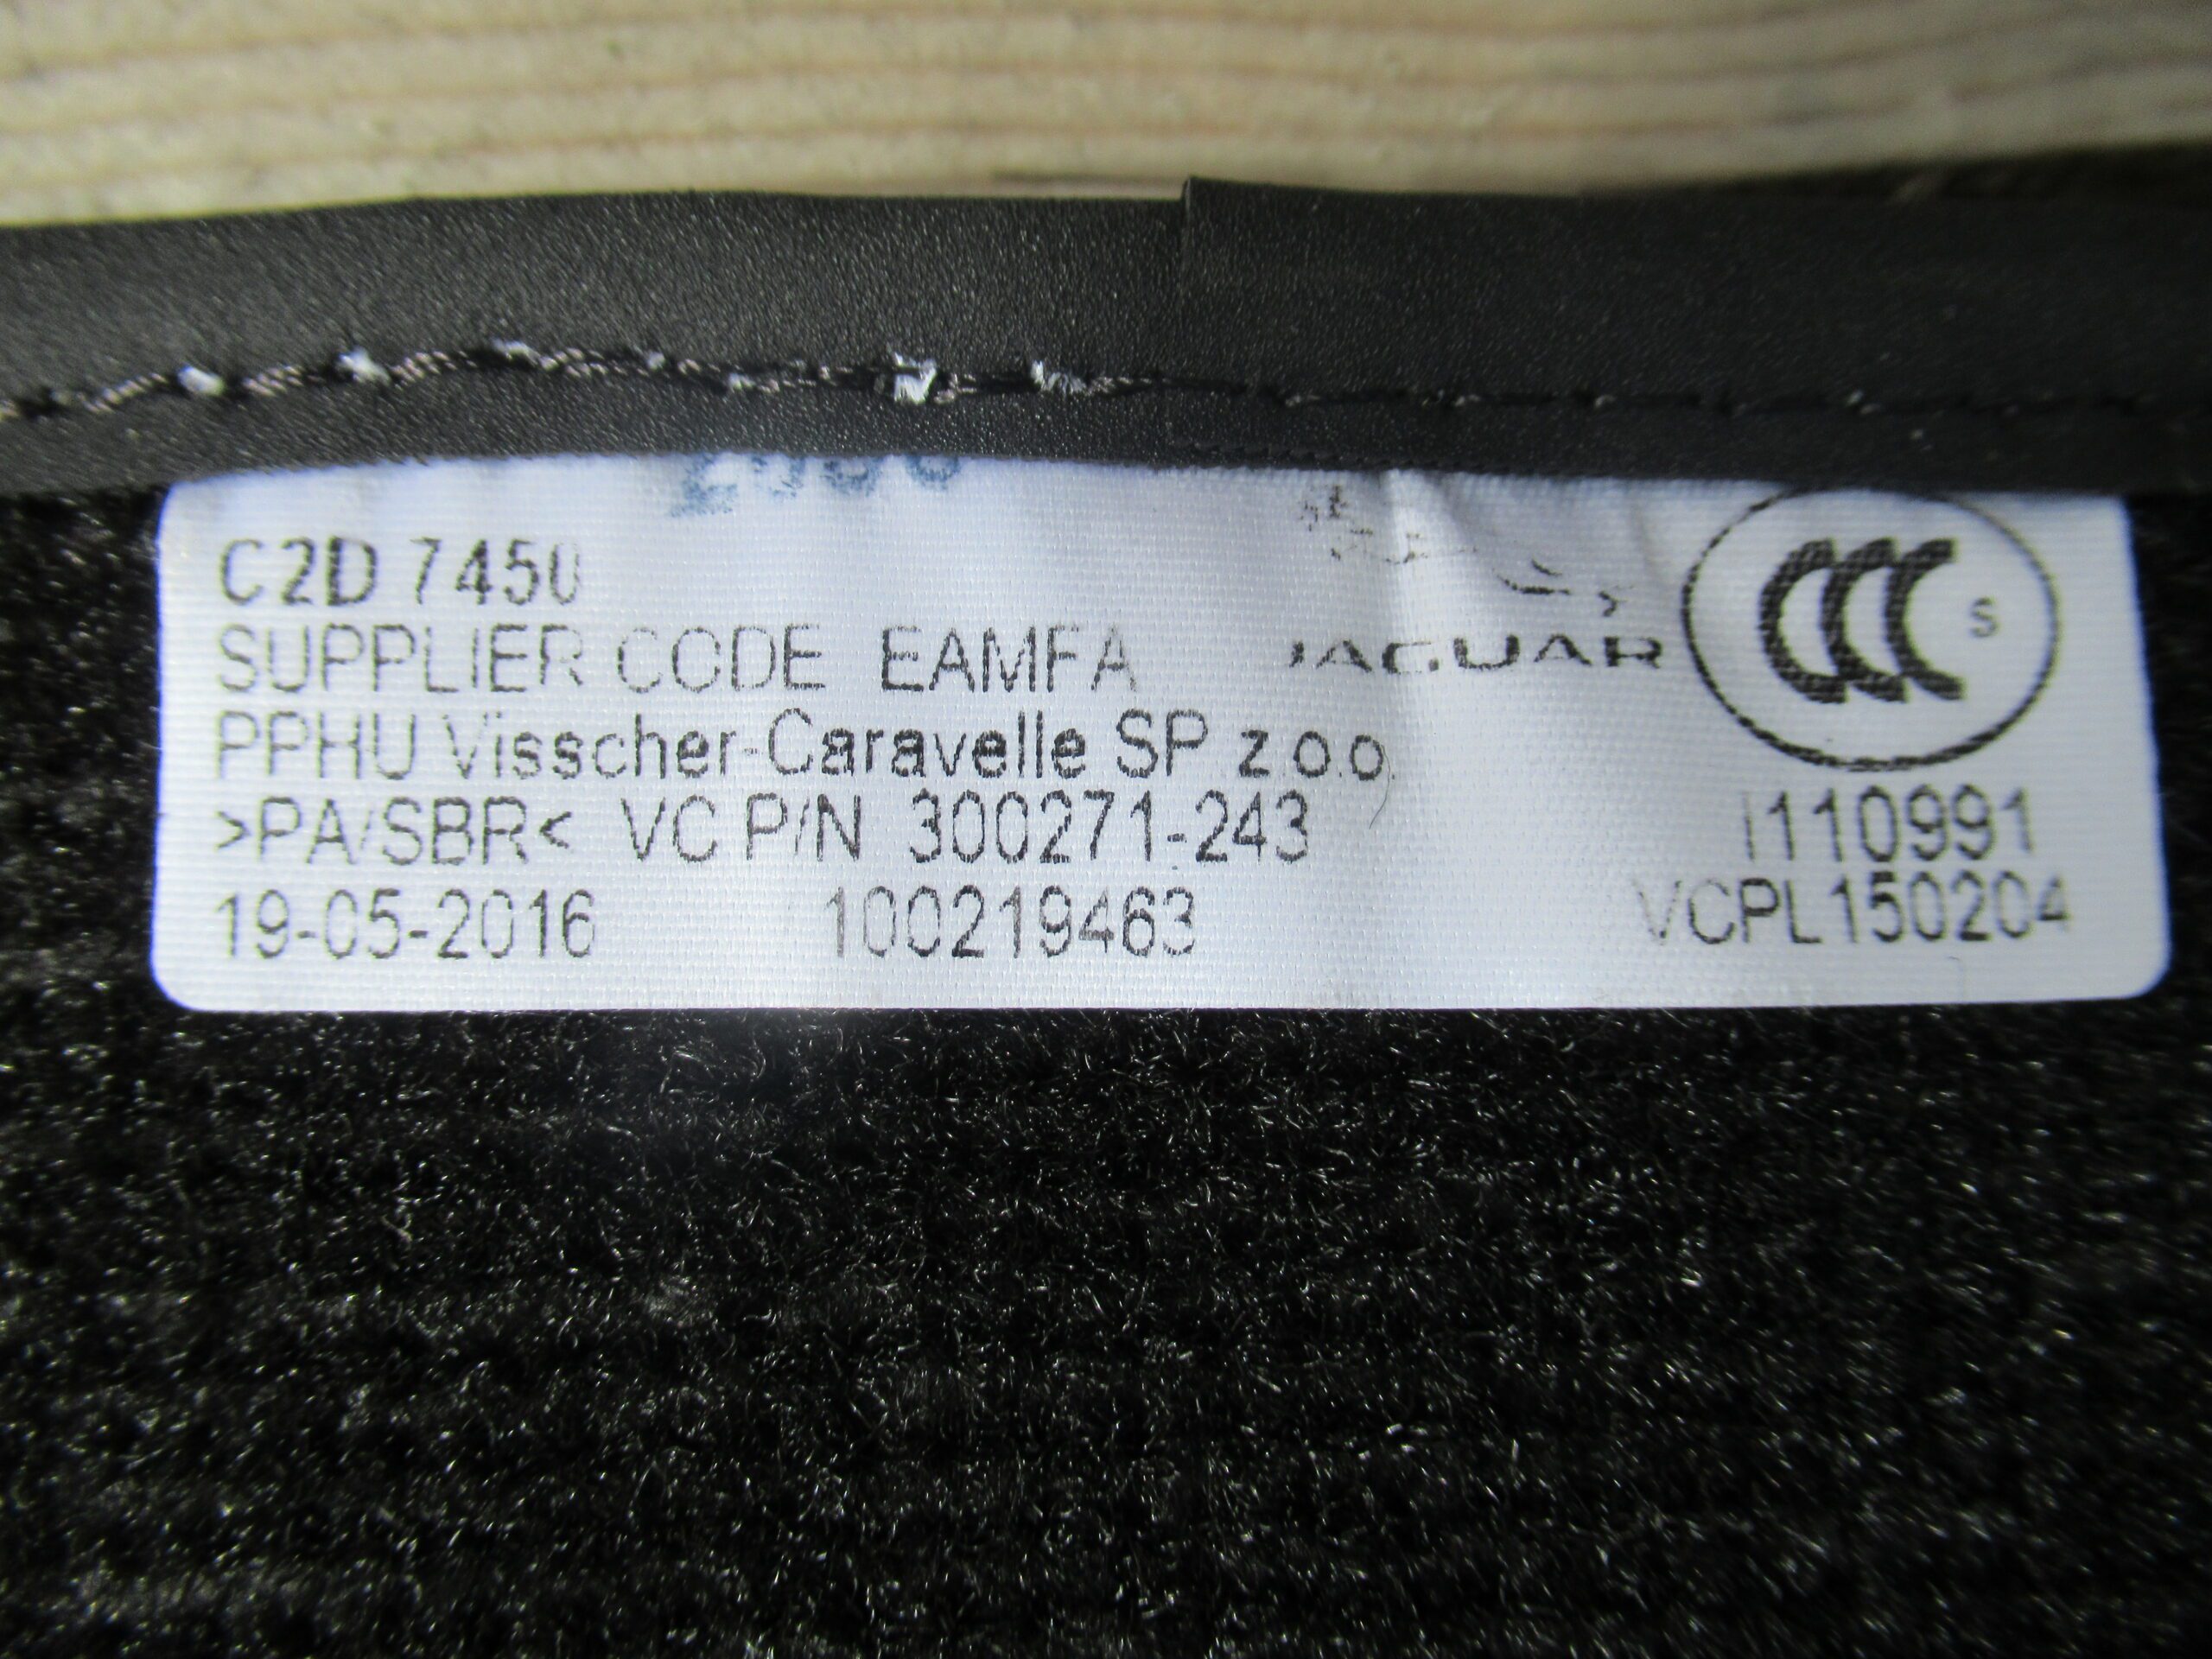 C2D 7450
SUPPLIER CODE EAMFA
JAGUAR
CCC S
PPHU Visscher-Caravelle SP. z.o.o.
>PA/SBR< VC P/N 300271-243
I110991
19-05-2016 100219463
VCPL150204